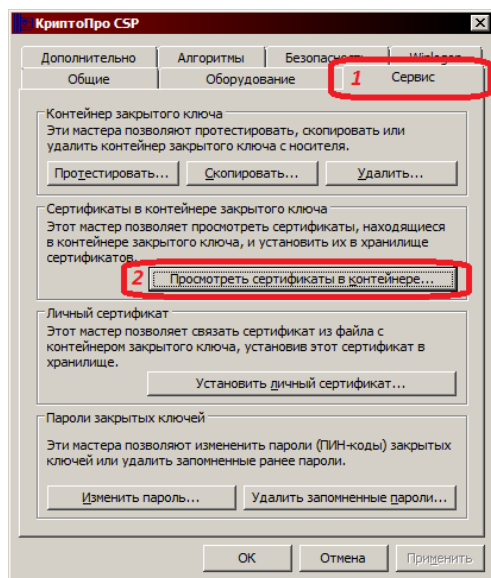 КриптоПро CSP
Дополнительно Алгоритмы Безопасность Winlogon
Общие Оборудование 1 Сервис
Контейнер закрытого ключа
Эти мастера позволяют протестировать, скопировать или
удалить контейнер закрытого ключа с носителя.
Протестировать... Скопировать... Удалить...
Сертификаты в контейнере закрытого ключа
Этот мастер позволяет просмотреть сертификаты, находящиеся
в контейнере закрытого ключа, и установить их в хранилище
сертификатов.
2 Просмотреть сертификаты в контейнере...
Личный сертификат
Этот мастер позволяет связать сертификат из файла с
контейнером закрытого ключа, установив этот сертификат в
хранилище.
Установить личный сертификат...
Пароли закрытых ключей
Эти мастера позволяют измененить пароли (ПИН-коды) закрытых
ключей или удалить запомненные ранее пароли.
Изменить пароль... Удалить запомненные пароли...
ОК Отмена Применить